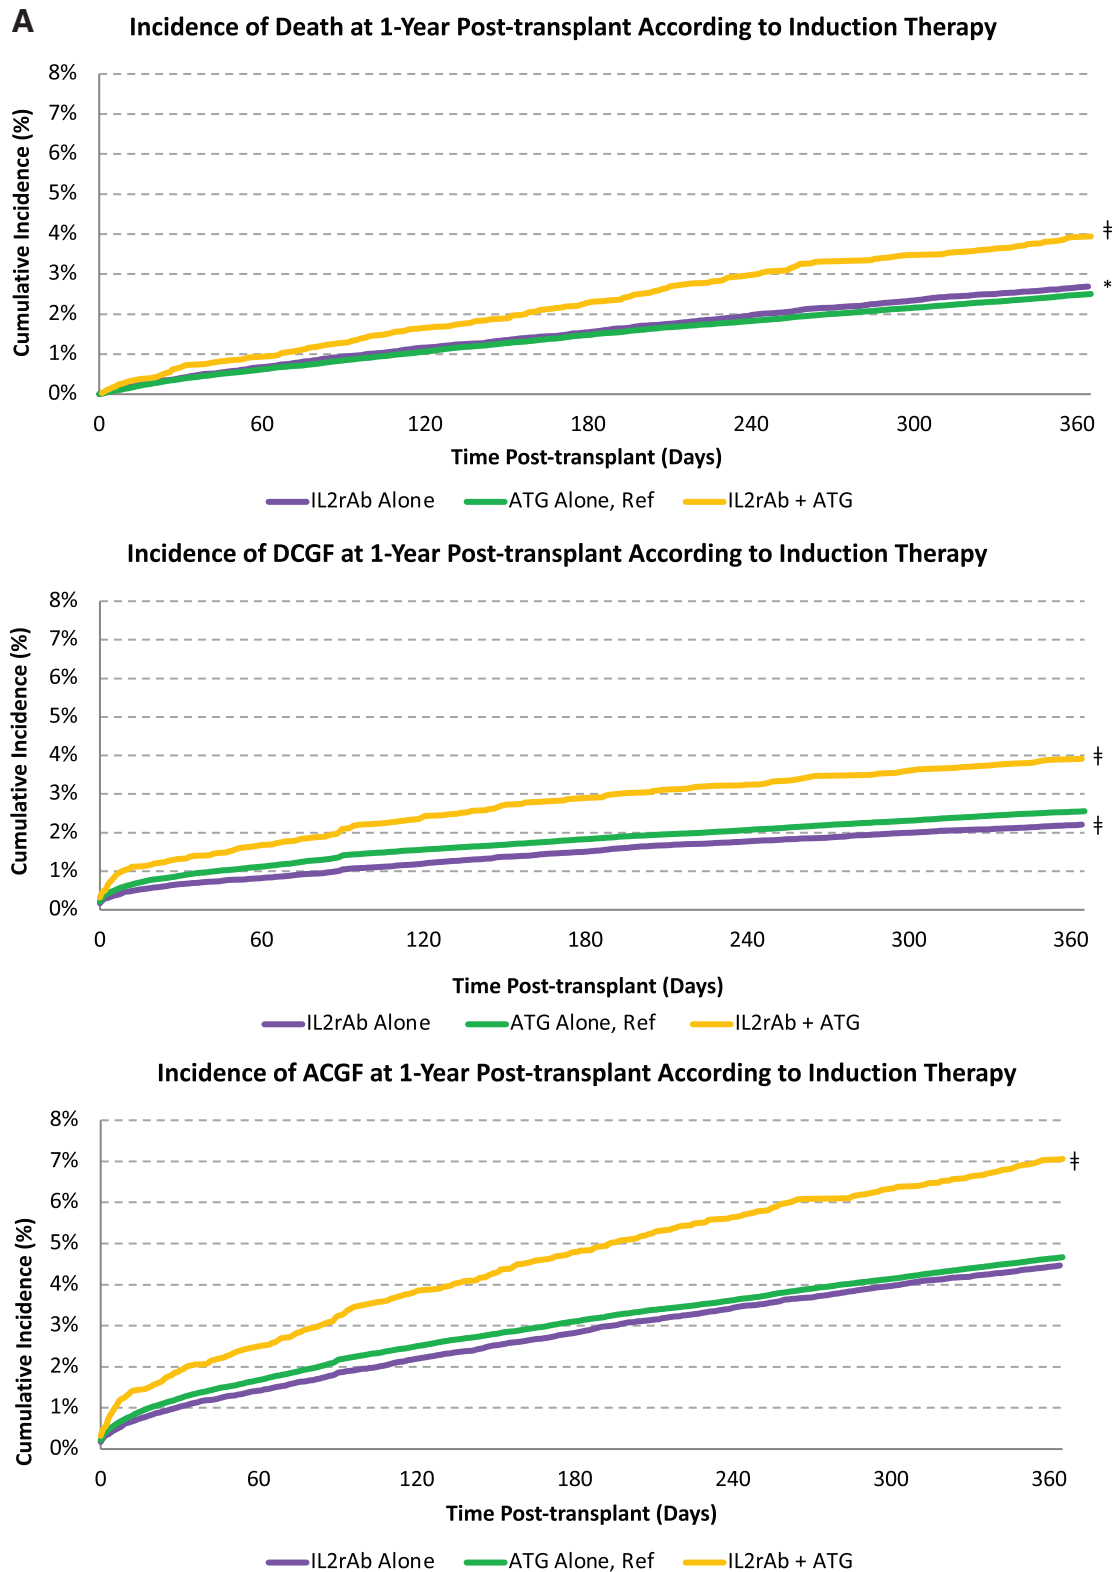 A
Incidence of Death at 1-Year Post-transplant According to Induction Therapy
Cumulative Incidence (%)
8%
7%
6%
5%
4%
3%
2%
1%
0%
ǂ
*
0 60 120 180 240 300 360
Time Post-transplant (Days)
IL2rAb Alone ATG Alone, Ref IL2rAb + ATG
Incidence of DCGF at 1-Year Post-transplant According to Induction Therapy
Cumulative Incidence (%)
8%
7%
6%
5%
4%
3%
2%
1%
0%
ǂ
ǂ
0 60 120 180 240 300 360
Time Post-transplant (Days)
IL2rAb Alone ATG Alone, Ref IL2rAb + ATG
Incidence of ACGF at 1-Year Post-transplant According to Induction Therapy
Cumulative Incidence (%)
8%
7%
6%
5%
4%
3%
2%
1%
0%
ǂ
0 60 120 180 240 300 360
Time Post-transplant (Days)
IL2rAb Alone ATG Alone, Ref IL2rAb + ATG